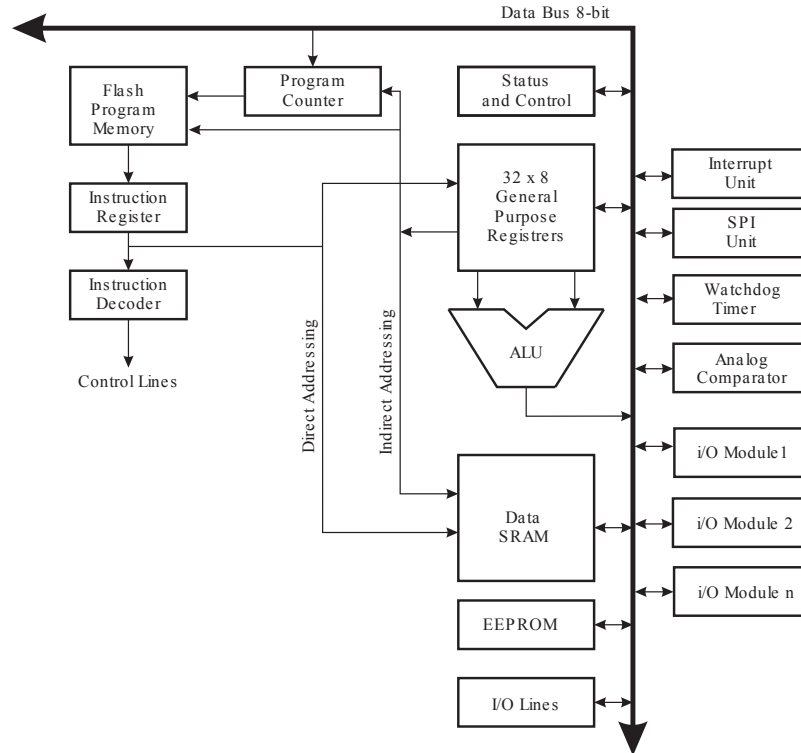 Data Bus 8-bit
Flash
Program
Memory
Program
Counter
Status
and Control
Instruction
Register
32 x 8
General
Purpose
Registrers
Interrupt
Unit
SPI
Unit
Instruction
Decoder
Watchdog
Timer
Control Lines
Direct Addressing
Indirect Addressing
ALU
Analog
Comparator
i/O Module1
Data
SRAM
i/O Module 2
i/O Module n
EEPROM
I/O Lines